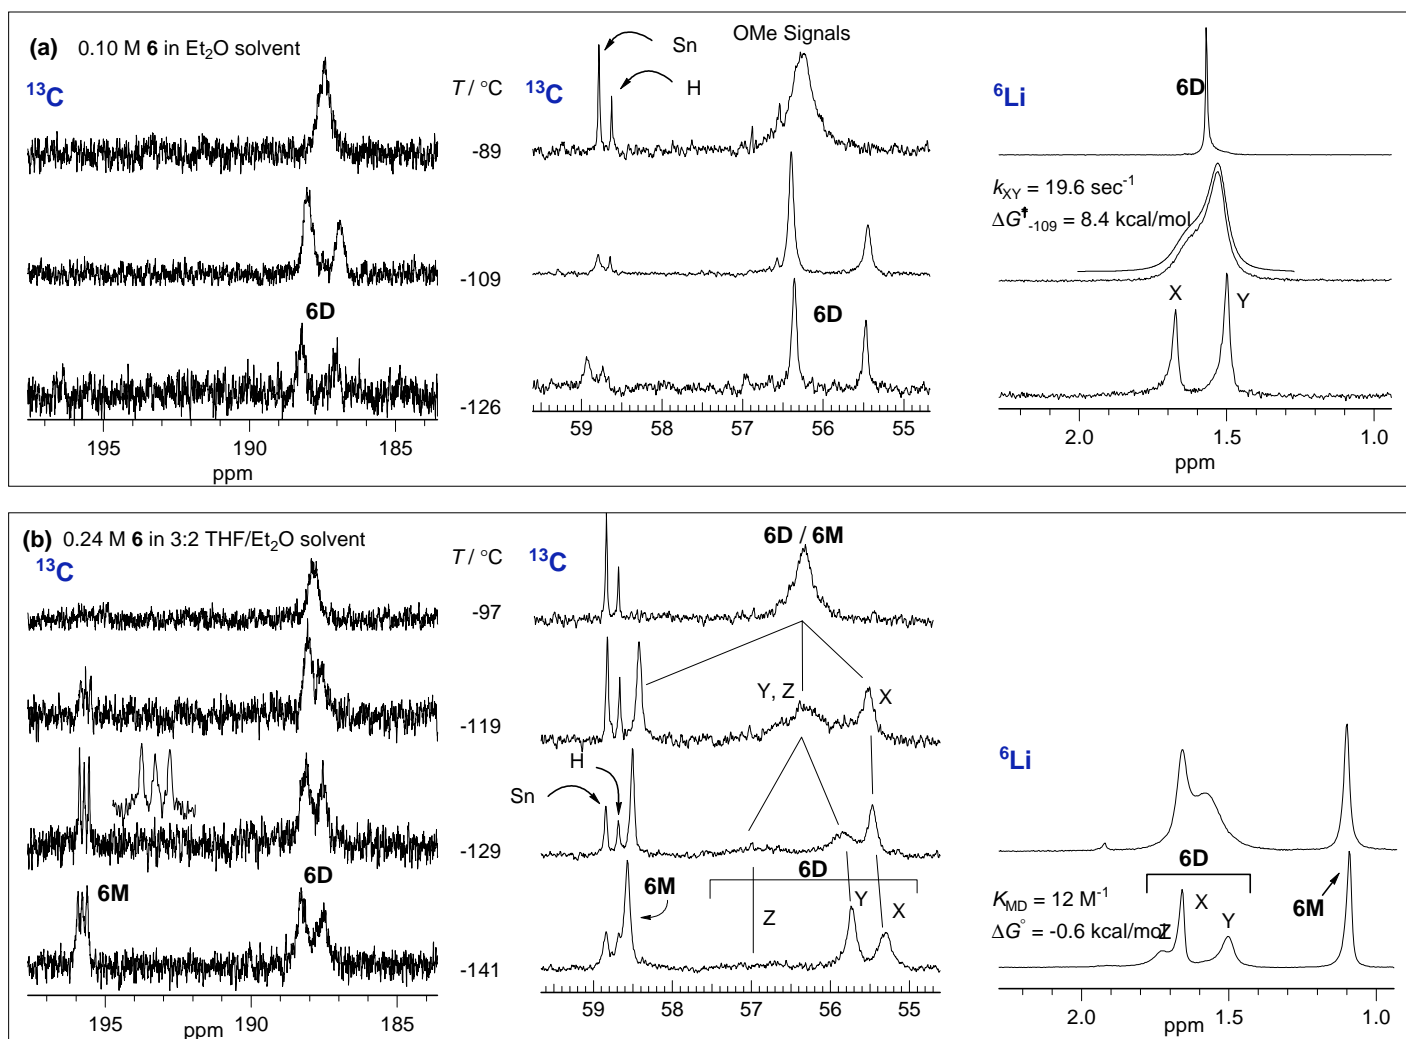 (a) 0.10 M 6 in Et₂O solvent
¹³C
T / °C
¹³C
OMe Signals
Sn
H
⁶Li
6D
-89
k_XY = 19.6 sec⁻¹
ΔG‡₋₁₀₉ = 8.4 kcal/mol
-109
6D
6D
X
Y
-126
195
190
185
ppm
59
58
57
56
55
2.0
1.5
1.0
ppm
(b) 0.24 M 6 in 3:2 THF/Et₂O solvent
¹³C
T / °C
¹³C
6D / 6M
-97
Y, Z
X
-119
⁶Li
H
Sn
-129
6M
6D
6M
6D
Z
Y
X
-141
6D
K_MD = 12 M⁻¹
ΔG° = -0.6 kcal/mol
Z
X
Y
6M
195
190
185
ppm
59
58
57
56
55
2.0
1.5
1.0
ppm